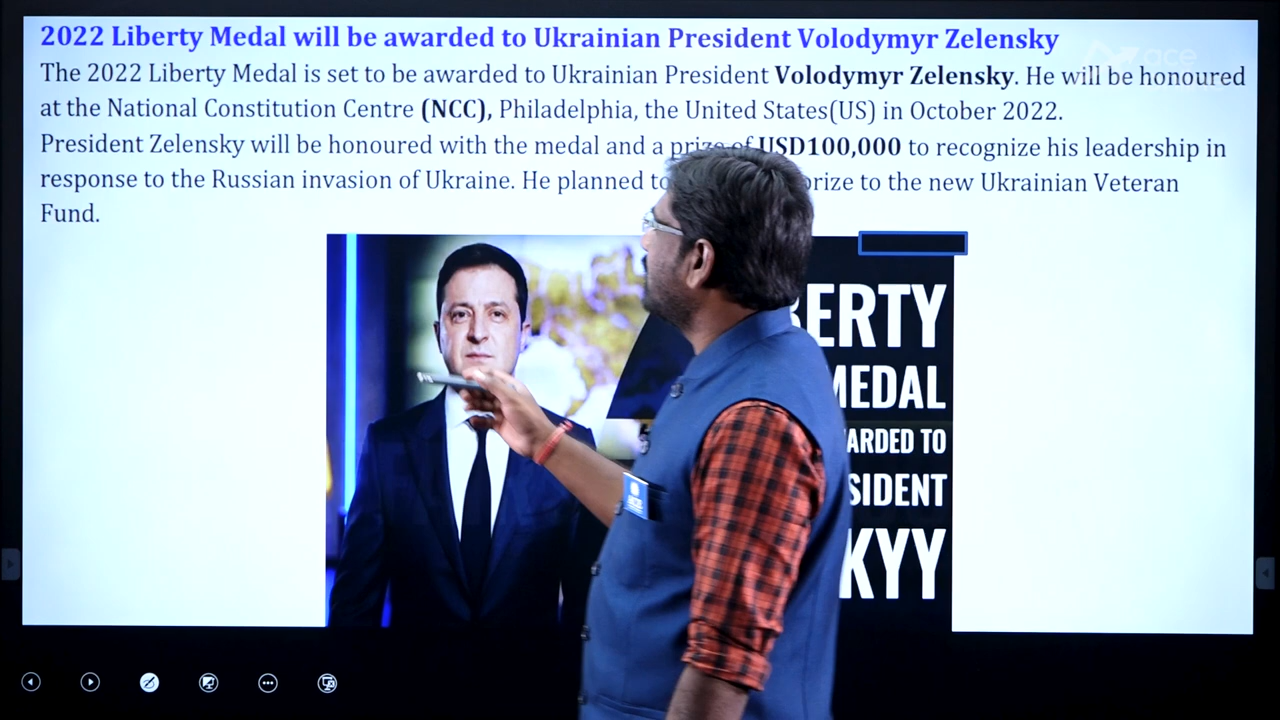 2022 Liberty Medal will be awarded to Ukrainian President Volodymyr Zelensky
ace
The 2022 Liberty Medal is set to be awarded to Ukrainian President Volodymyr Zelensky. He will be honoured
at the National Constitution Centre (NCC), Philadelphia, the United States(US) in October 2022.
President Zelensky will be honoured with the medal and a prize of USD100,000 to recognize his leadership in
response to the Russian invasion of Ukraine. He planned to prize to the new Ukrainian Veteran
Fund.
BERTY
MEDAL
ARDED TO
SIDENT
KYY